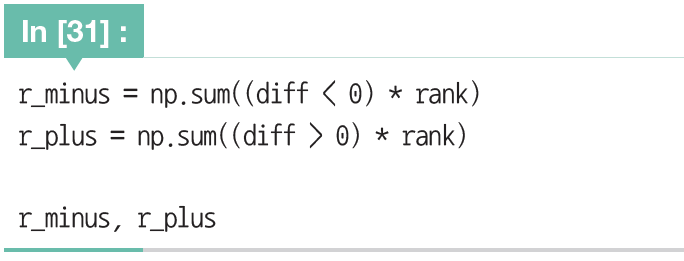 In [31] :
r_minus = np.sum((diff < 0) * rank)
r_plus = np.sum((diff > 0) * rank)
r_minus, r_plus